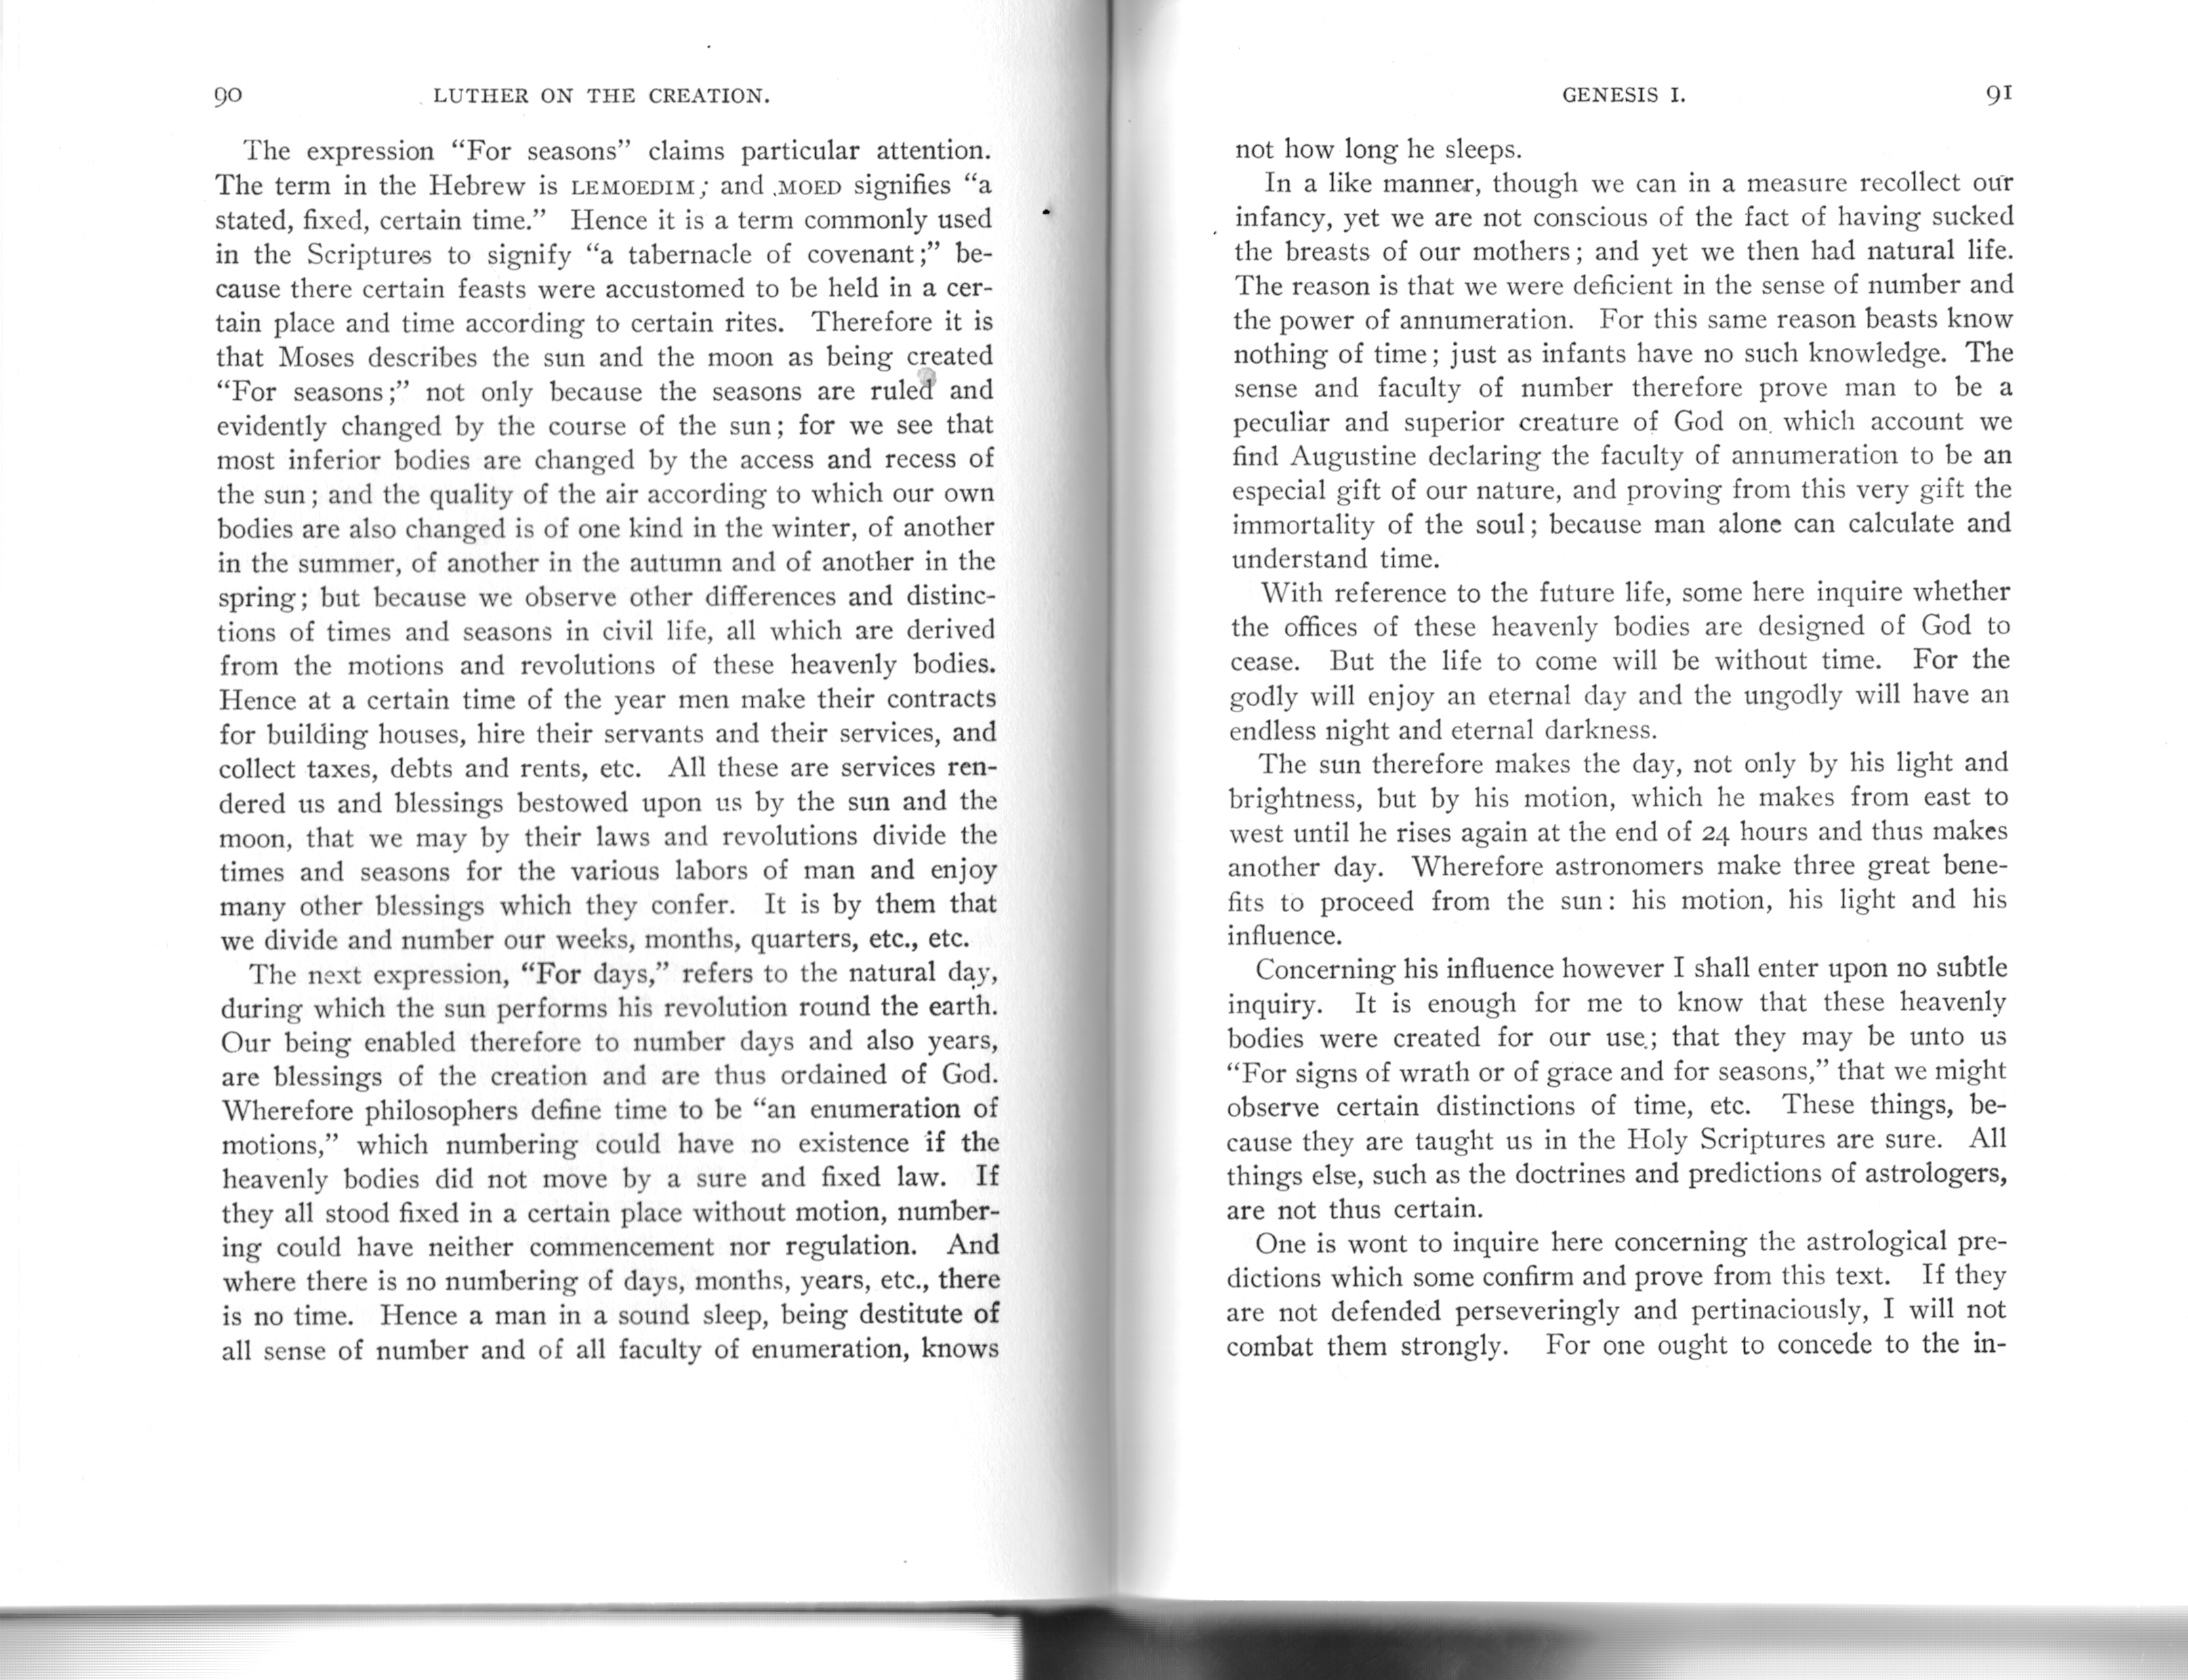 90 LUTHER ON THE CREATION.
The expression “For seasons” claims particular attention.
The term in the Hebrew is LEMOEDIM; and MOED signifies “a
stated, fixed, certain time.” Hence it is a term commonly used
in the Scriptures to signify “a tabernacle of covenant;” be-
cause there certain feasts were accustomed to be held in a cer-
tain place and time according to certain rites. Therefore it is
that Moses describes the sun and the moon as being created
“For seasons;” not only because the seasons are ruled and
evidently changed by the course of the sun; for we see that
most inferior bodies are changed by the access and recess of
the sun; and the quality of the air according to which our own
bodies are also changed is of one kind in the winter, of another
in the summer, of another in the autumn and of another in the
spring; but because we observe other differences and distinc-
tions of times and seasons in civil life, all which are derived
from the motions and revolutions of these heavenly bodies.
Hence at a certain time of the year men make their contracts
for building houses, hire their servants and their services, and
collect taxes, debts and rents, etc. All these are services ren-
dered us and blessings bestowed upon us by the sun and the
moon, that we may by their laws and revolutions divide the
times and seasons for the various labors of man and enjoy
many other blessings which they confer. It is by them that
we divide and number our weeks, months, quarters, etc., etc.
The next expression, “For days,” refers to the natural day,
during which the sun performs his revolution round the earth.
Our being enabled therefore to number days and also years,
are blessings of the creation and are thus ordained of God.
Wherefore philosophers define time to be “an enumeration of
motions,” which numbering could have no existence if the
heavenly bodies did not move by a sure and fixed law. If
they all stood fixed in a certain place without motion, number-
ing could have neither commencement nor regulation. And
where there is no numbering of days, months, years, etc., there
is no time. Hence a man in a sound sleep, being destitute of
all sense of number and of all faculty of enumeration, knows
GENESIS I. 91
not how long he sleeps.
In a like manner, though we can in a measure recollect our
infancy, yet we are not conscious of the fact of having sucked
the breasts of our mothers; and yet we then had natural life.
The reason is that we were deficient in the sense of number and
the power of annumeration. For this same reason beasts know
nothing of time; just as infants have no such knowledge. The
sense and faculty of number therefore prove man to be a
peculiar and superior creature of God on which account we
find Augustine declaring the faculty of annumeration to be an
especial gift of our nature, and proving from this very gift the
immortality of the soul; because man alone can calculate and
understand time.
With reference to the future life, some here inquire whether
the offices of these heavenly bodies are designed of God to
cease. But the life to come will be without time. For the
godly will enjoy an eternal day and the ungodly will have an
endless night and eternal darkness.
The sun therefore makes the day, not only by his light and
brightness, but by his motion, which he makes from east to
west until he rises again at the end of 24 hours and thus makes
another day. Wherefore astronomers make three great bene-
fits to proceed from the sun: his motion, his light and his
influence.
Concerning his influence however I shall enter upon no subtle
inquiry. It is enough for me to know that these heavenly
bodies were created for our use; that they may be unto us
“For signs of wrath or of grace and for seasons,” that we might
observe certain distinctions of time, etc. These things, be-
cause they are taught us in the Holy Scriptures are sure. All
things else, such as the doctrines and predictions of astrologers,
are not thus certain.
One is wont to inquire here concerning the astrological pre-
dictions which some confirm and prove from this text. If they
are not defended perseveringly and pertinaciously, I will not
combat them strongly. For one ought to concede to the in-